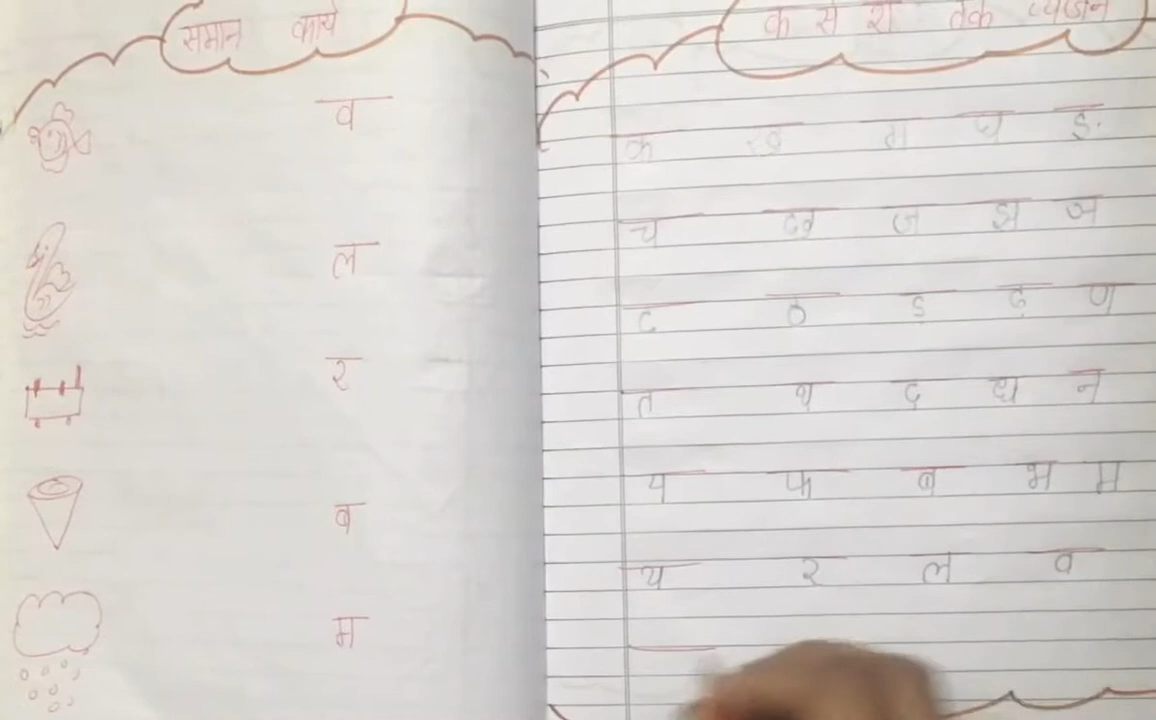 समान कार्य
व
ल
र
ब
म
क से श तक व्यंजन
क ख ग घ ङ
च छ ज झ ञ
ट ठ ड ढ ण
त थ द ध न
प फ ब भ म
य र ल व